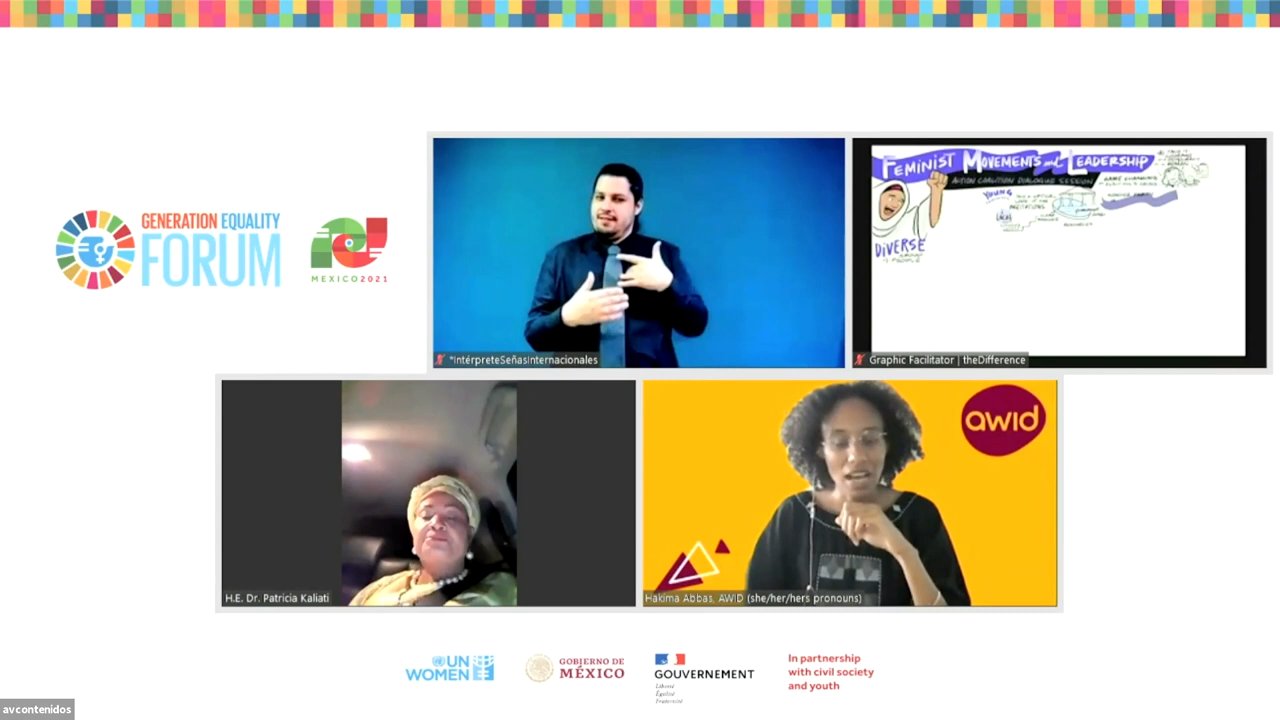 GENERATION EQUALITY
FORUM
MEXICO2021
*IntérpreteSeñasInternacionales
FEMINIST MOVEMENTS and LEADERSHIP
ACTION COALITION DIALOGUE SESSION
YOUNG
DIVERSE
Graphic Facilitator | theDifference
H.E. Dr. Patricia Kaliati
awid
Hakima Abbas, AWID (she/her/hers pronouns)
UN
WOMEN
GOBIERNO DE
MÉXICO
GOUVERNEMENT
Liberté
Égalité
Fraternité
In partnership
with civil society
and youth
avcontenidos